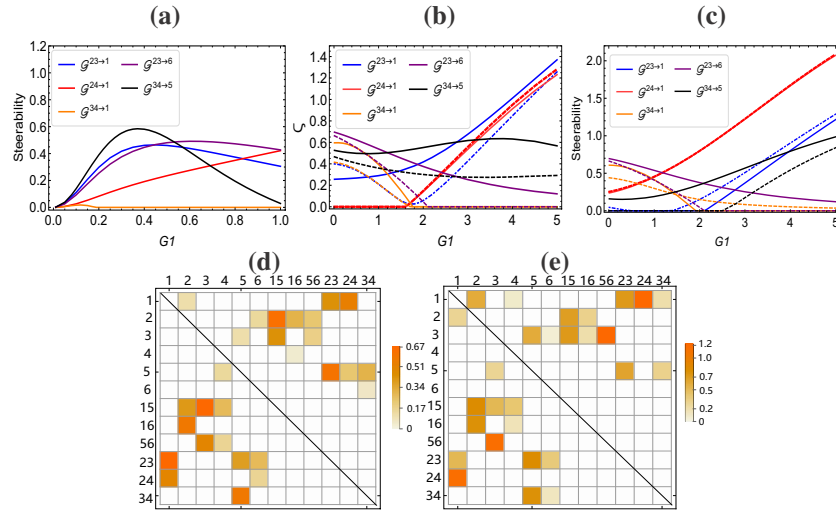 (a)
Steerability
1.2
1.0
0.8
0.6
0.4
0.2
0.0
𝒢²³→¹ 𝒢²³→⁶
𝒢²⁴→¹ 𝒢³⁴→⁵
𝒢³⁴→¹
0.0 0.2 0.4 0.6 0.8 1.0
G1
(b)
ς
1.4
1.2
1.0
0.8
0.6
0.4
0.2
0.0
𝒢²³→¹ 𝒢²³→⁶
𝒢²⁴→¹ 𝒢³⁴→⁵
𝒢³⁴→¹
0 1 2 3 4 5
G1
(c)
Steerability
2.0
1.5
1.0
0.5
0.0
𝒢²³→¹ 𝒢²³→⁶
𝒢²⁴→¹ 𝒢³⁴→⁵
𝒢³⁴→¹
0 1 2 3 4 5
G1
(d)
1 2 3 4 5 6 15 16 56 23 24 34
1
2
3
4
5
6
15
16
56
23
24
34
0.67
0.51
0.34
0.17
0
(e)
1 2 3 4 5 6 15 16 56 23 24 34
1
2
3
4
5
6
15
16
56
23
24
34
1.2
1.0
0.7
0.5
0.2
0